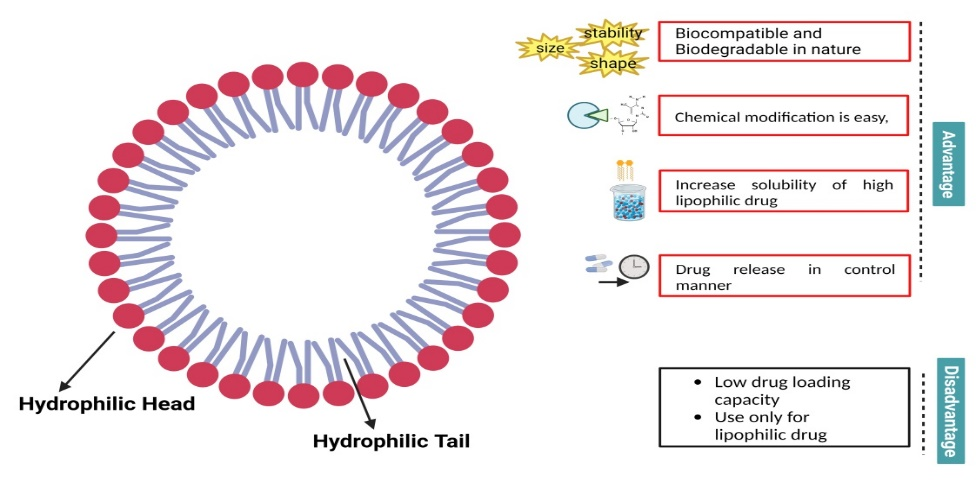 size
stability
shape
Biocompatible and
Biodegradable in nature
Chemical modification is easy,
Increase solubility of high
lipophilic drug
Drug release in control
manner
Advantage
Hydrophilic Head
Hydrophilic Tail
• Low drug loading
capacity
• Use only for
lipophilic drug
Disadvantage